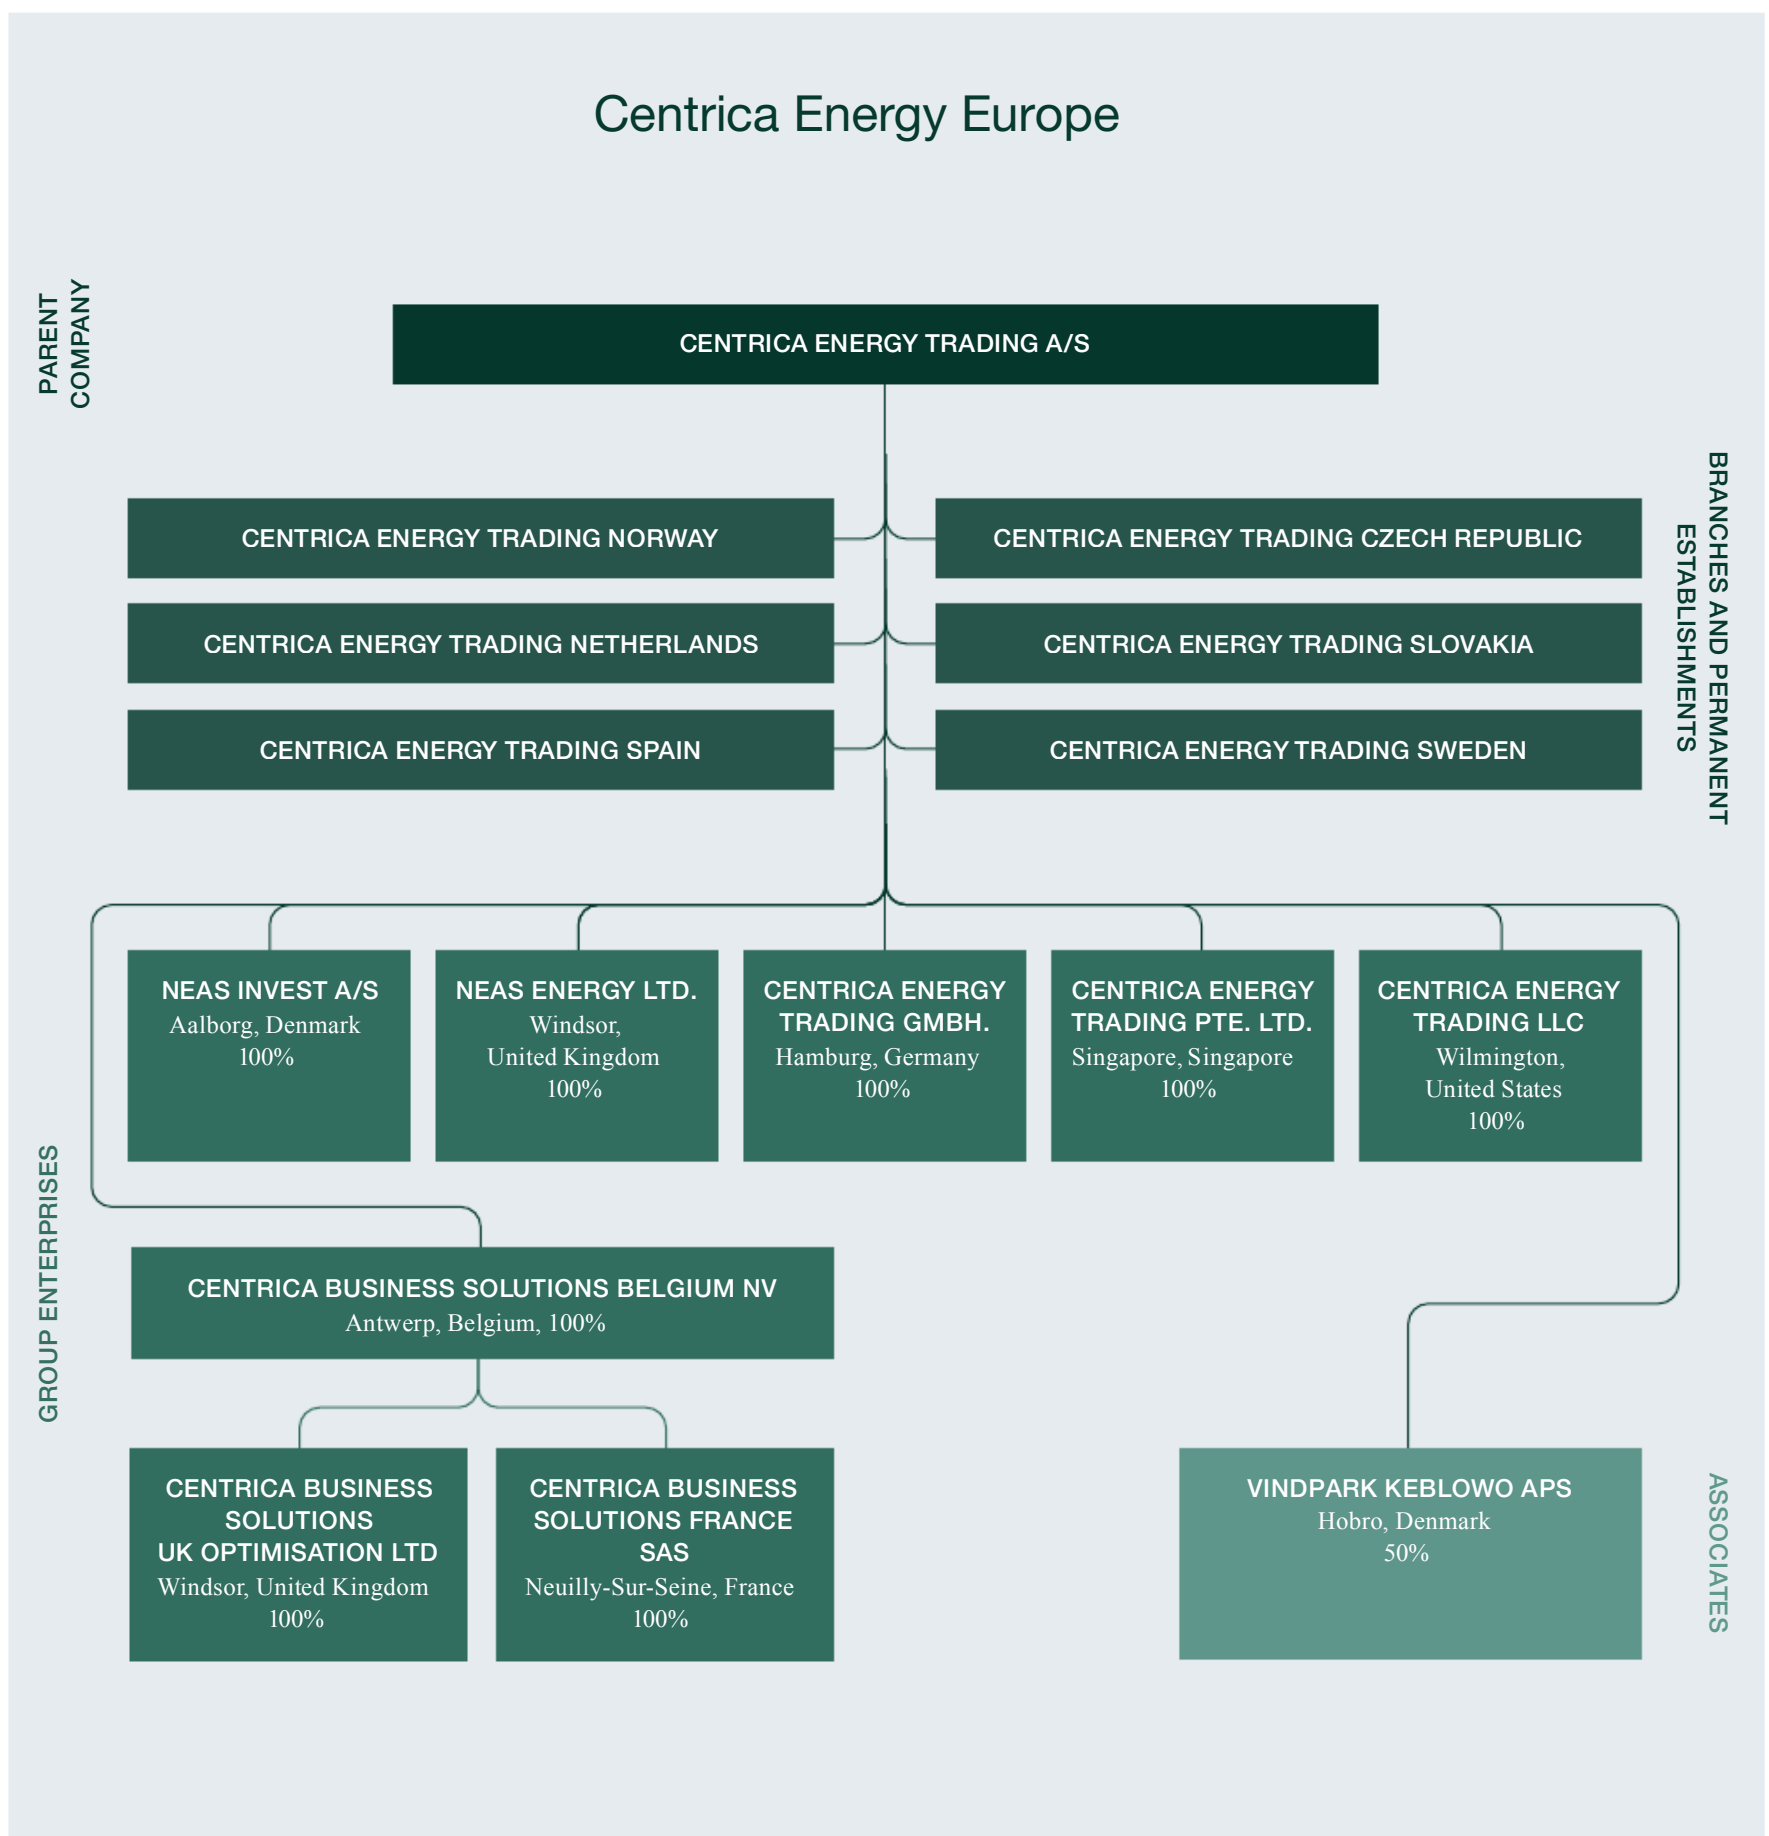 Centrica Energy Europe
PARENT
COMPANY
CENTRICA ENERGY TRADING A/S
BRANCHES AND PERMANENT
ESTABLISHMENTS
CENTRICA ENERGY TRADING NORWAY
CENTRICA ENERGY TRADING CZECH REPUBLIC
CENTRICA ENERGY TRADING NETHERLANDS
CENTRICA ENERGY TRADING SLOVAKIA
CENTRICA ENERGY TRADING SPAIN
CENTRICA ENERGY TRADING SWEDEN
GROUP ENTERPRISES
NEAS INVEST A/S
Aalborg, Denmark
100%
NEAS ENERGY LTD.
Windsor,
United Kingdom
100%
CENTRICA ENERGY
TRADING GMBH.
Hamburg, Germany
100%
CENTRICA ENERGY
TRADING PTE. LTD.
Singapore, Singapore
100%
CENTRICA ENERGY
TRADING LLC
Wilmington,
United States
100%
CENTRICA BUSINESS SOLUTIONS BELGIUM NV
Antwerp, Belgium, 100%
CENTRICA BUSINESS
SOLUTIONS
UK OPTIMISATION LTD
Windsor, United Kingdom
100%
CENTRICA BUSINESS
SOLUTIONS FRANCE
SAS
Neuilly-Sur-Seine, France
100%
VINDPARK KEBLOWO APS
Hobro, Denmark
50%
ASSOCIATES